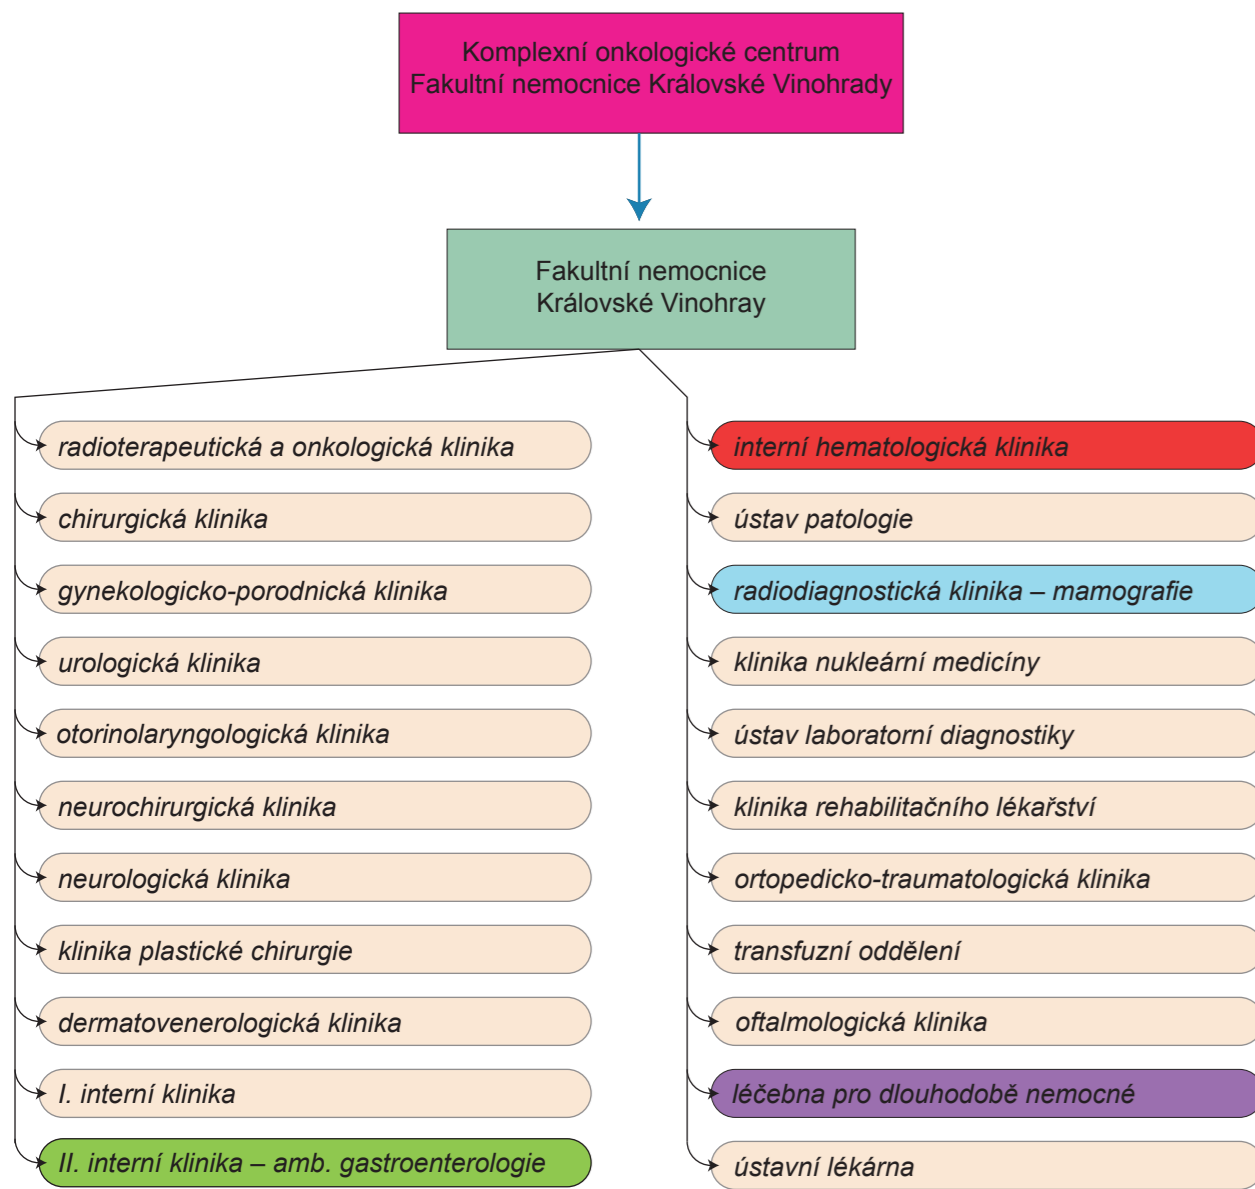 Komplexní onkologické centrum
Fakultní nemocnice Královské Vinohrady
Fakultní nemocnice
Královské Vinohray
radioterapeutická a onkologická klinika
chirurgická klinika
gynekologicko-porodnická klinika
urologická klinika
otorinolaryngologická klinika
neurochirurgická klinika
neurologická klinika
klinika plastické chirurgie
dermatovenerologická klinika
I. interní klinika
II. interní klinika – amb. gastroenterologie
interní hematologická klinika
ústav patologie
radiodiagnostická klinika – mamografie
klinika nukleární medicíny
ústav laboratorní diagnostiky
klinika rehabilitačního lékařství
ortopedicko-traumatologická klinika
transfuzní oddělení
oftalmologická klinika
léčebna pro dlouhodobě nemocné
ústavní lékárna